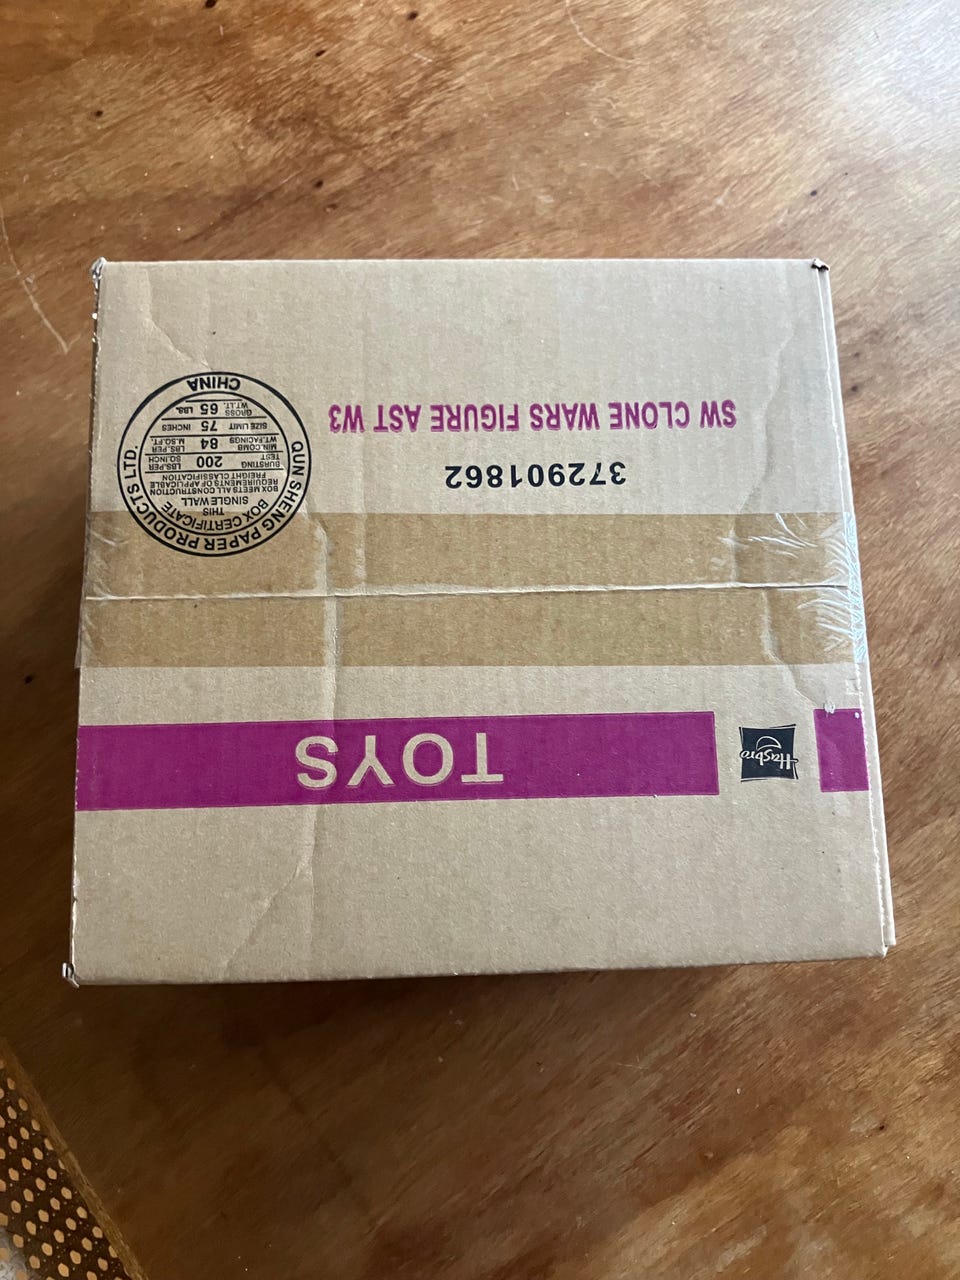 Hasbro
TOYS
372901862
SW CLONE WARS FIGURE AST W3
QUN SHENG PAPER PRODUCTS LTD.
BOX CERTIFICATE
THIS
SINGLE WALL
BOX MEETS ALL CONSTRUCTION
REQUIREMENTS OF APPLICABLE
FREIGHT CLASSIFICATION
BURSTING TEST 200 LBS. PER SQ. INCH
MIN. COMB WT. FACINGS 84 LBS. PER M.SQ.FT.
SIZE LIMIT 75 INCHES
GROSS WT. LT. 65 LBS.
CHINA